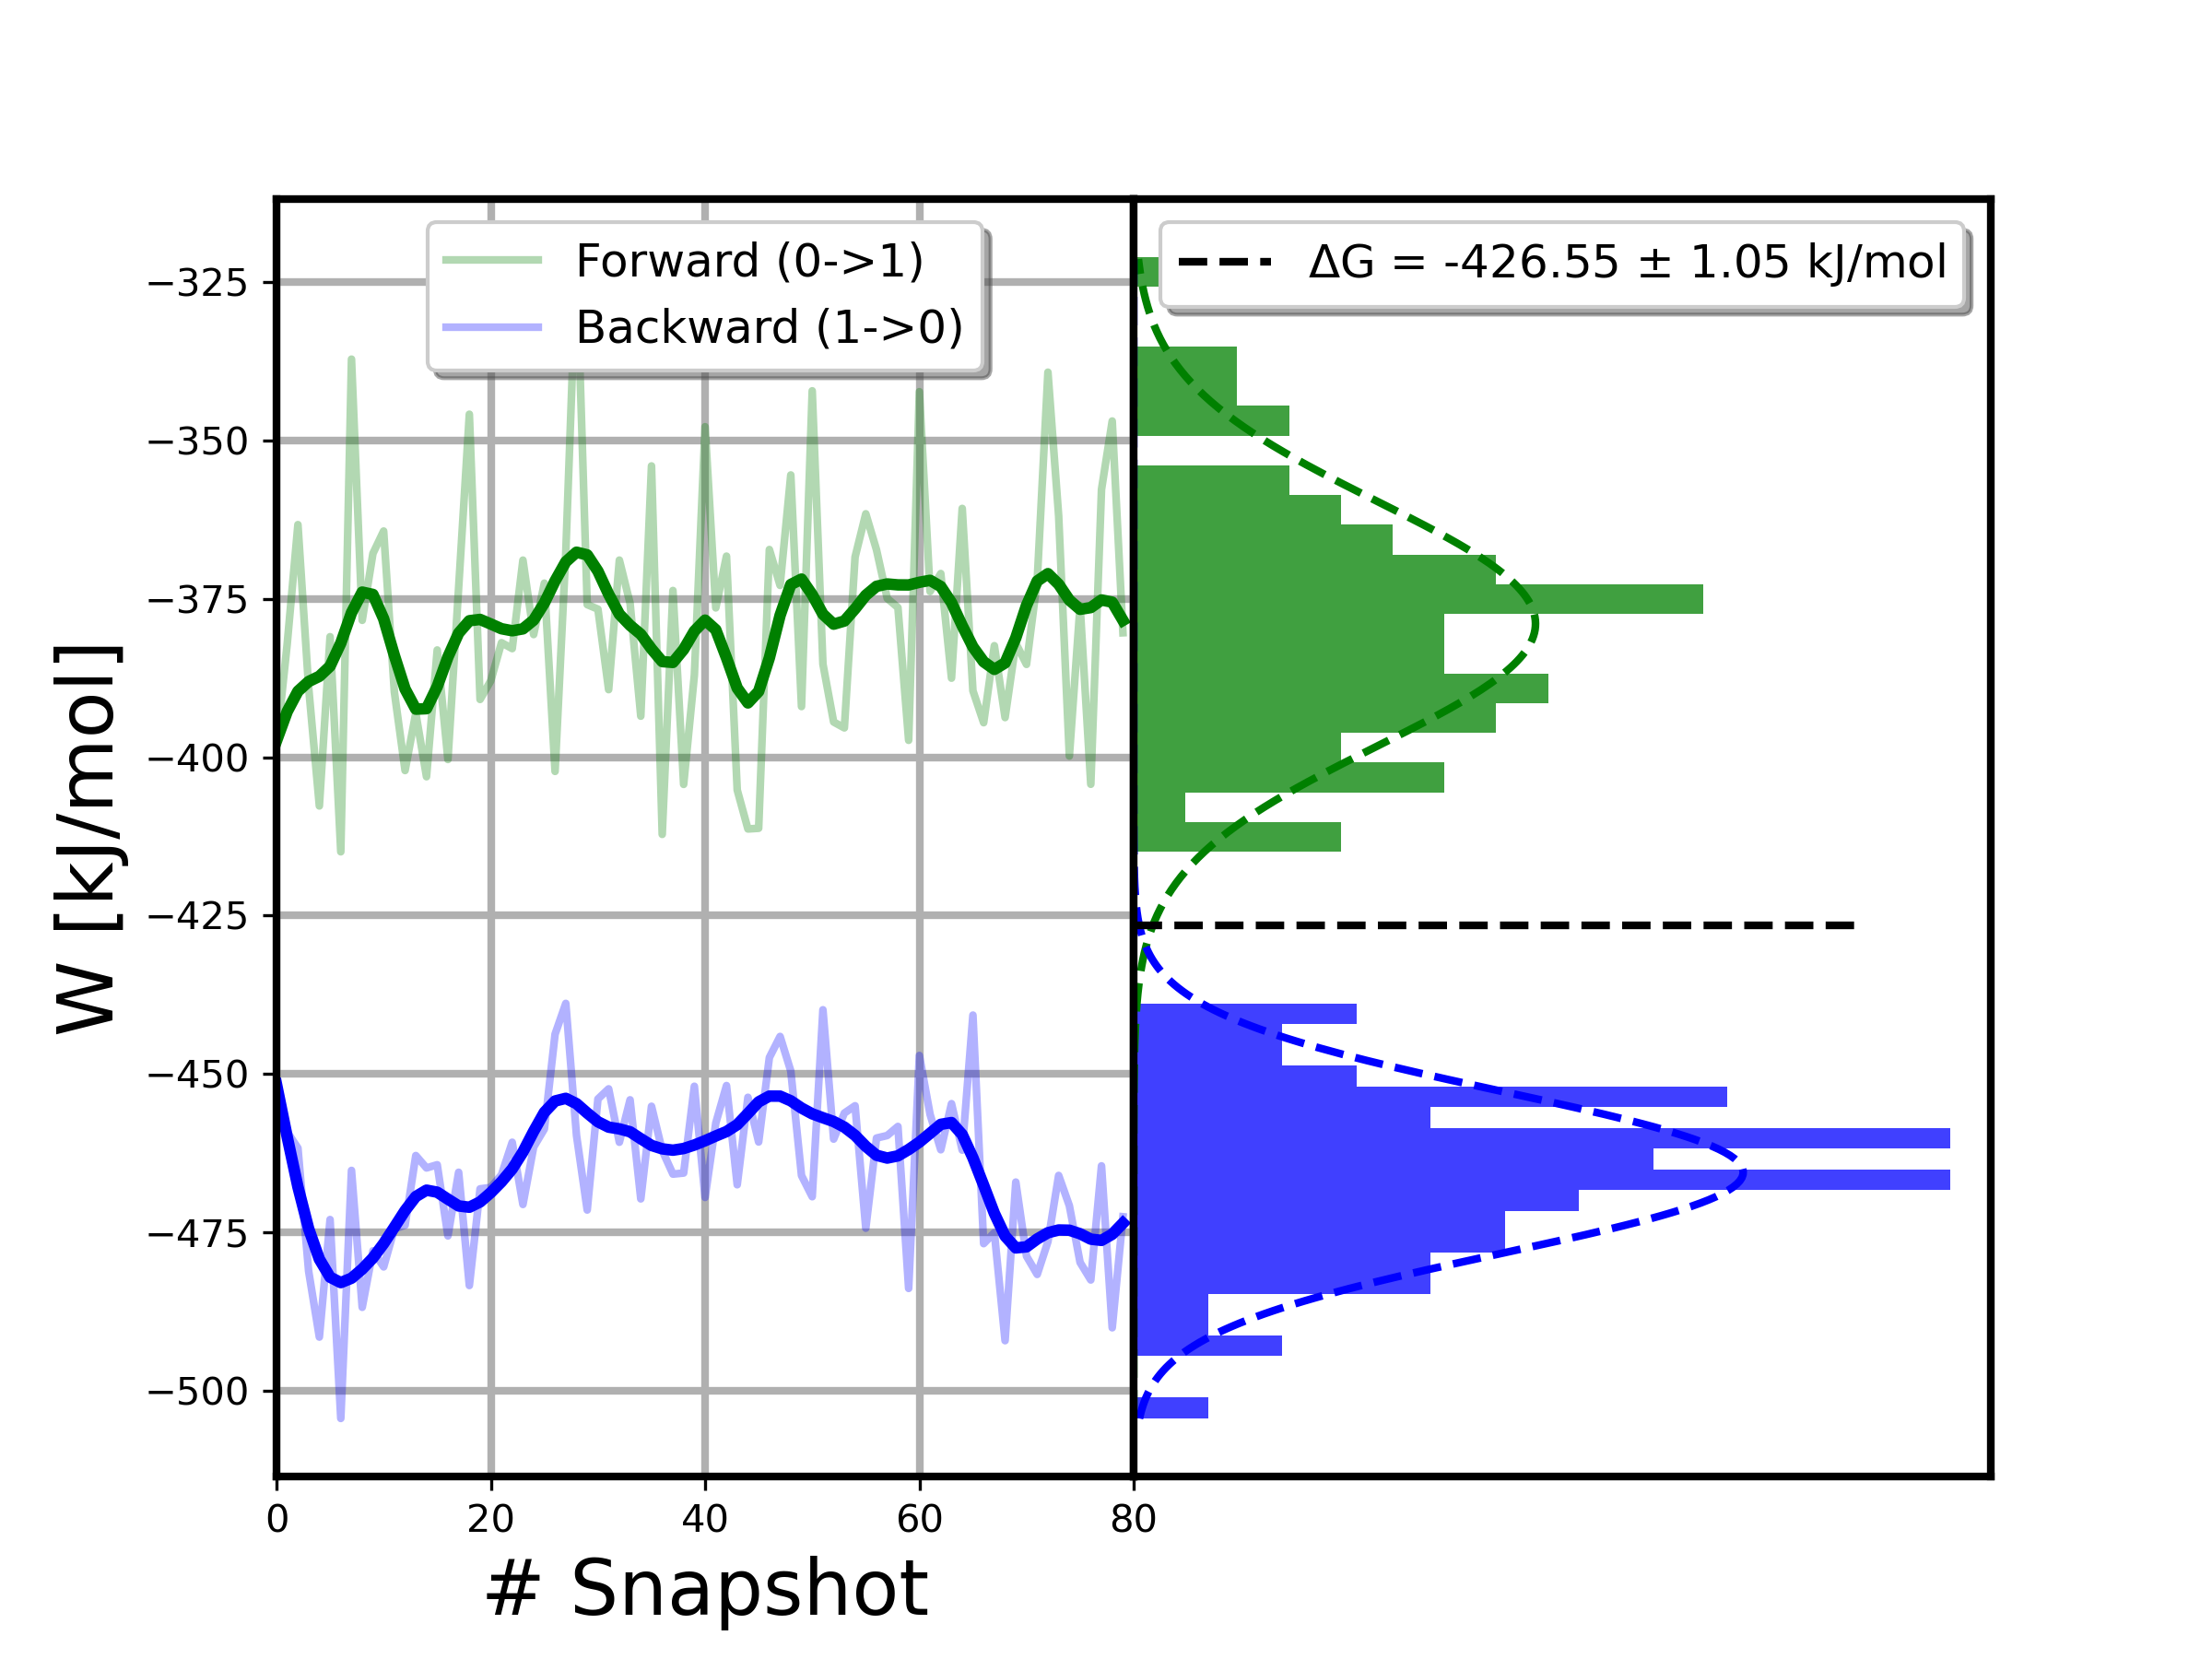 Forward (0->1)
Backward (1->0)
ΔG = -426.55 ± 1.05 kJ/mol
W [kJ/mol]
−325
−350
−375
−400
−425
−450
−475
−500
0 20 40 60 80
# Snapshot